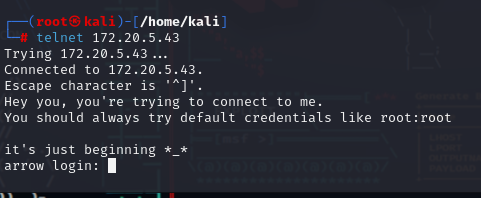 (root㉿kali)-[/home/kali]
# telnet 172.20.5.43
Trying 172.20.5.43...
Connected to 172.20.5.43.
Escape character is '^]'.
Hey you, you're trying to connect to me.
You should always try default credentials like root:root
it's just beginning *_*
arrow login: